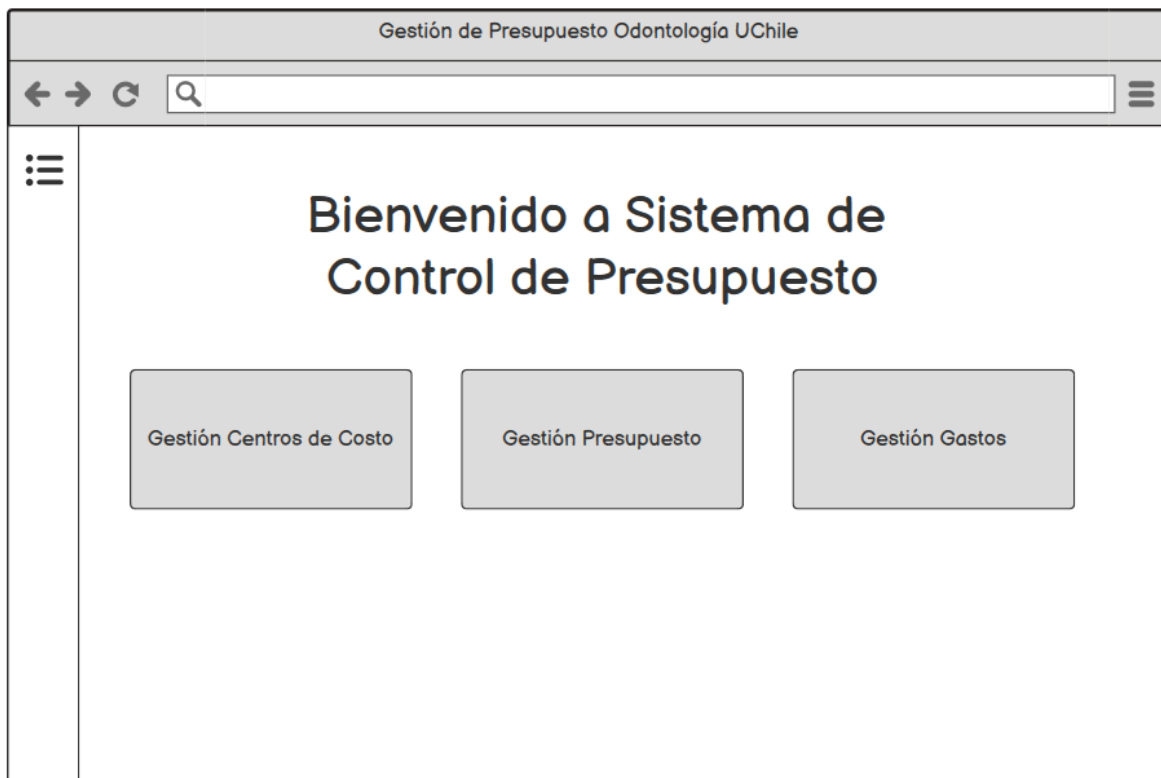 Gestión de Presupuesto Odontología UChile
Bienvenido a Sistema de
Control de Presupuesto
Gestión Centros de Costo
Gestión Presupuesto
Gestión Gastos